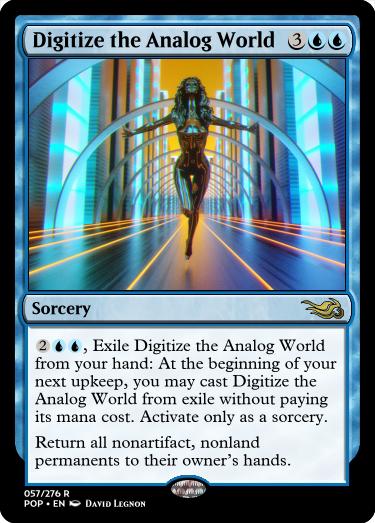 Digitize the Analog World 3
Sorcery
2, Exile Digitize the Analog World
from your hand: At the beginning of your
next upkeep, you may cast Digitize the
Analog World from exile without paying
its mana cost. Activate only as a sorcery.
Return all nonartifact, nonland
permanents to their owner's hands.
057/276 R
POP • EN David Legnon